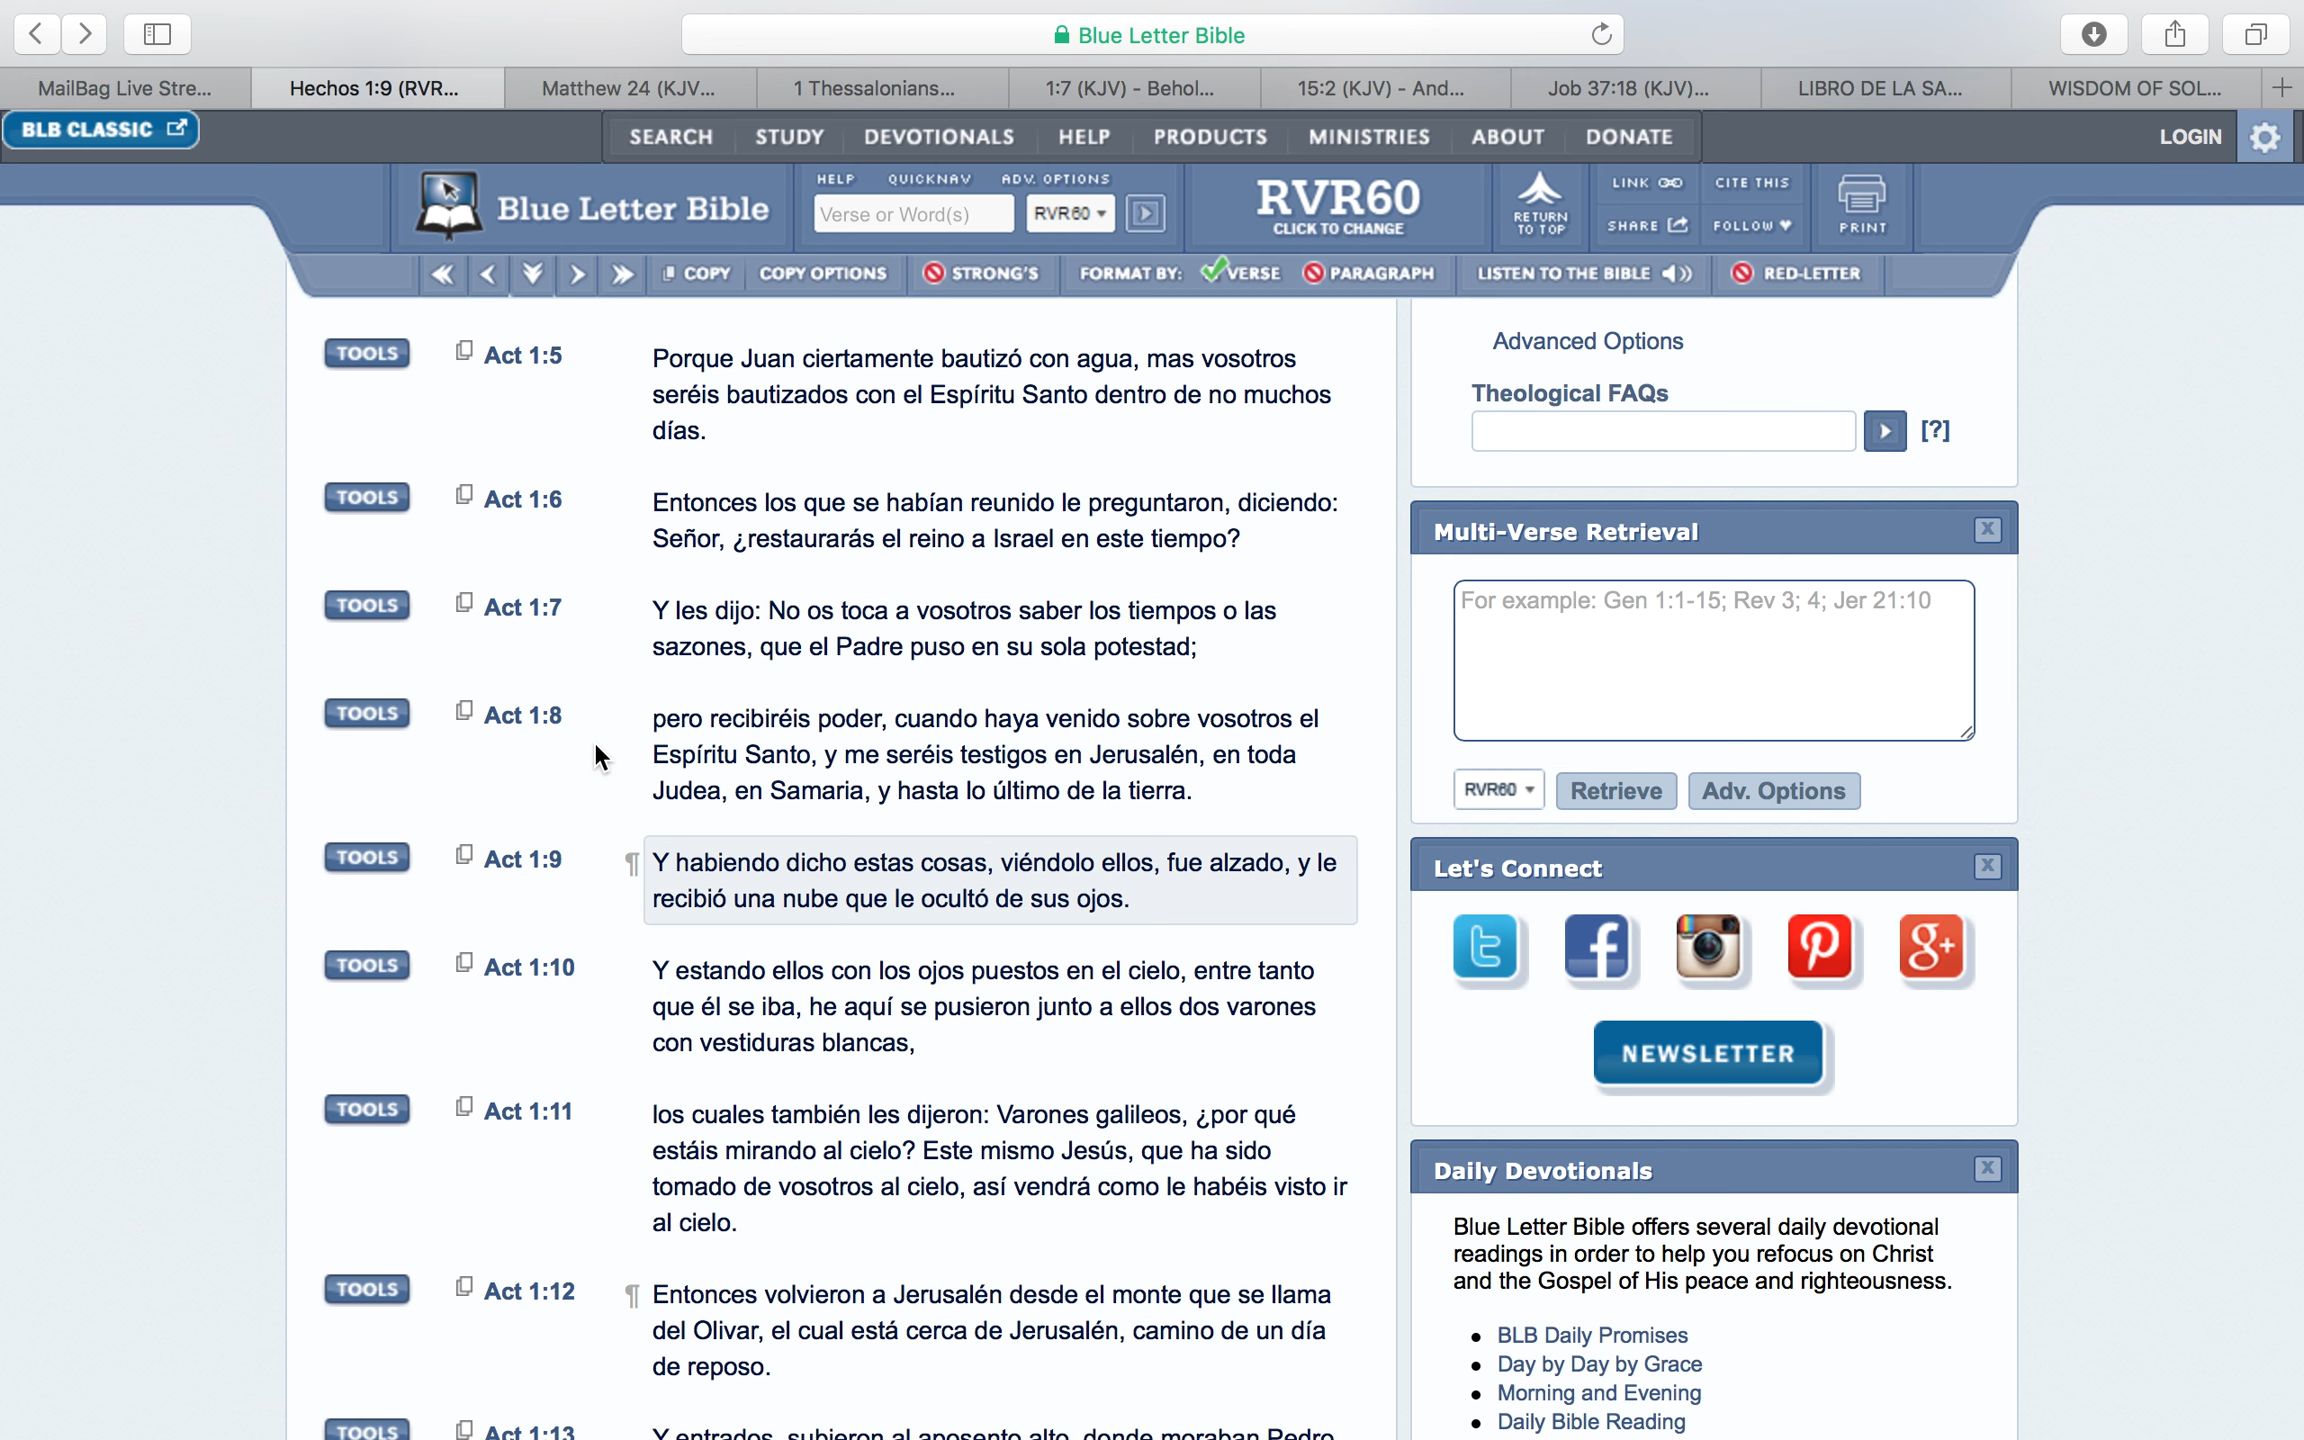 Blue Letter Bible
MailBag Live Stre...
Hechos 1:9 (RVR...
Matthew 24 (KJV...
1 Thessalonians...
1:7 (KJV) - Behol...
15:2 (KJV) - And...
Job 37:18 (KJV)...
LIBRO DE LA SA...
WISDOM OF SOL...
BLB CLASSIC
SEARCH
STUDY
DEVOTIONALS
HELP
PRODUCTS
MINISTRIES
ABOUT
DONATE
LOGIN
Blue Letter Bible
HELP
QUICKNAV
ADV. OPTIONS
Verse or Word(s)
RVR60
RVR60
CLICK TO CHANGE
RETURN
TO TOP
LINK
CITE THIS
SHARE
FOLLOW
PRINT
COPY
COPY OPTIONS
STRONG'S
FORMAT BY:
VERSE
PARAGRAPH
LISTEN TO THE BIBLE
RED-LETTER
TOOLS
Act 1:5
Porque Juan ciertamente bautizó con agua, mas vosotros
seréis bautizados con el Espíritu Santo dentro de no muchos
días.
TOOLS
Act 1:6
Entonces los que se habían reunido le preguntaron, diciendo:
Señor, ¿restaurarás el reino a Israel en este tiempo?
TOOLS
Act 1:7
Y les dijo: No os toca a vosotros saber los tiempos o las
sazones, que el Padre puso en su sola potestad;
TOOLS
Act 1:8
pero recibiréis poder, cuando haya venido sobre vosotros el
Espíritu Santo, y me seréis testigos en Jerusalén, en toda
Judea, en Samaria, y hasta lo último de la tierra.
TOOLS
Act 1:9
¶ Y habiendo dicho estas cosas, viéndolo ellos, fue alzado, y le
recibió una nube que le ocultó de sus ojos.
TOOLS
Act 1:10
Y estando ellos con los ojos puestos en el cielo, entre tanto
que él se iba, he aquí se pusieron junto a ellos dos varones
con vestiduras blancas,
TOOLS
Act 1:11
los cuales también les dijeron: Varones galileos, ¿por qué
estáis mirando al cielo? Este mismo Jesús, que ha sido
tomado de vosotros al cielo, así vendrá como le habéis visto ir
al cielo.
TOOLS
Act 1:12
¶ Entonces volvieron a Jerusalén desde el monte que se llama
del Olivar, el cual está cerca de Jerusalén, camino de un día
de reposo.
TOOLS
Act 1:13
Y entrados, subieron al aposento alto, donde moraban Pedro
Advanced Options
Theological FAQs
[?]
Multi-Verse Retrieval
X
For example: Gen 1:1-15; Rev 3; 4; Jer 21:10
RVR60
Retrieve
Adv. Options
Let's Connect
X
NEWSLETTER
Daily Devotionals
X
Blue Letter Bible offers several daily devotional
readings in order to help you refocus on Christ
and the Gospel of His peace and righteousness.
BLB Daily Promises
Day by Day by Grace
Morning and Evening
Daily Bible Reading